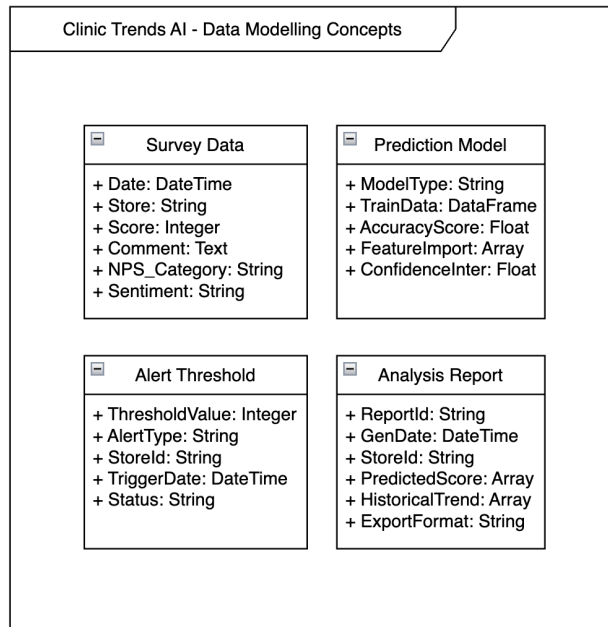 Clinic Trends AI - Data Modelling Concepts
Survey Data
+ Date: DateTime
+ Store: String
+ Score: Integer
+ Comment: Text
+ NPS_Category: String
+ Sentiment: String
Prediction Model
+ ModelType: String
+ TrainData: DataFrame
+ AccuracyScore: Float
+ FeatureImport: Array
+ ConfidenceInter: Float
Alert Threshold
+ ThresholdValue: Integer
+ AlertType: String
+ StoreId: String
+ TriggerDate: DateTime
+ Status: String
Analysis Report
+ ReportId: String
+ GenDate: DateTime
+ StoreId: String
+ PredictedScore: Array
+ HistoricalTrend: Array
+ ExportFormat: String